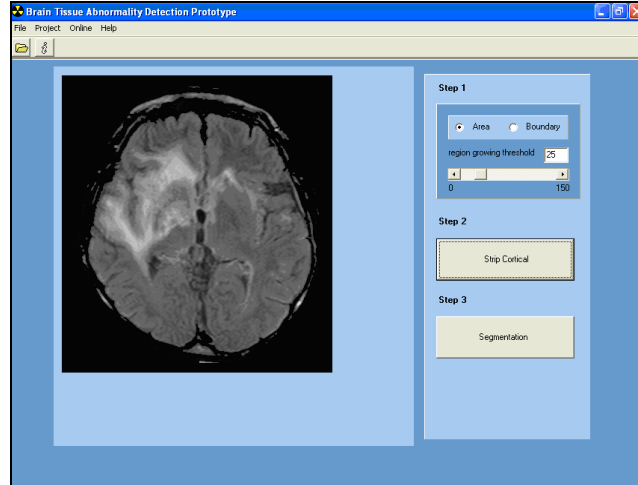 Brain Tissue Abnormality Detection Prototype
File Project Online Help
Step 1
Area Boundary
region growing threshold 25
0 150
Step 2
Strip Cortical
Step 3
Segmentation